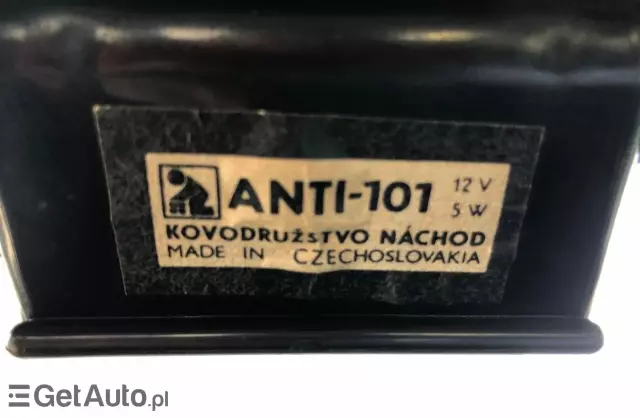 ANTI-101 12 V
5 W
KOVODRUŽSTVO NÁCHOD
MADE IN CZECHOSLOVAKIA
GetAuto.pl